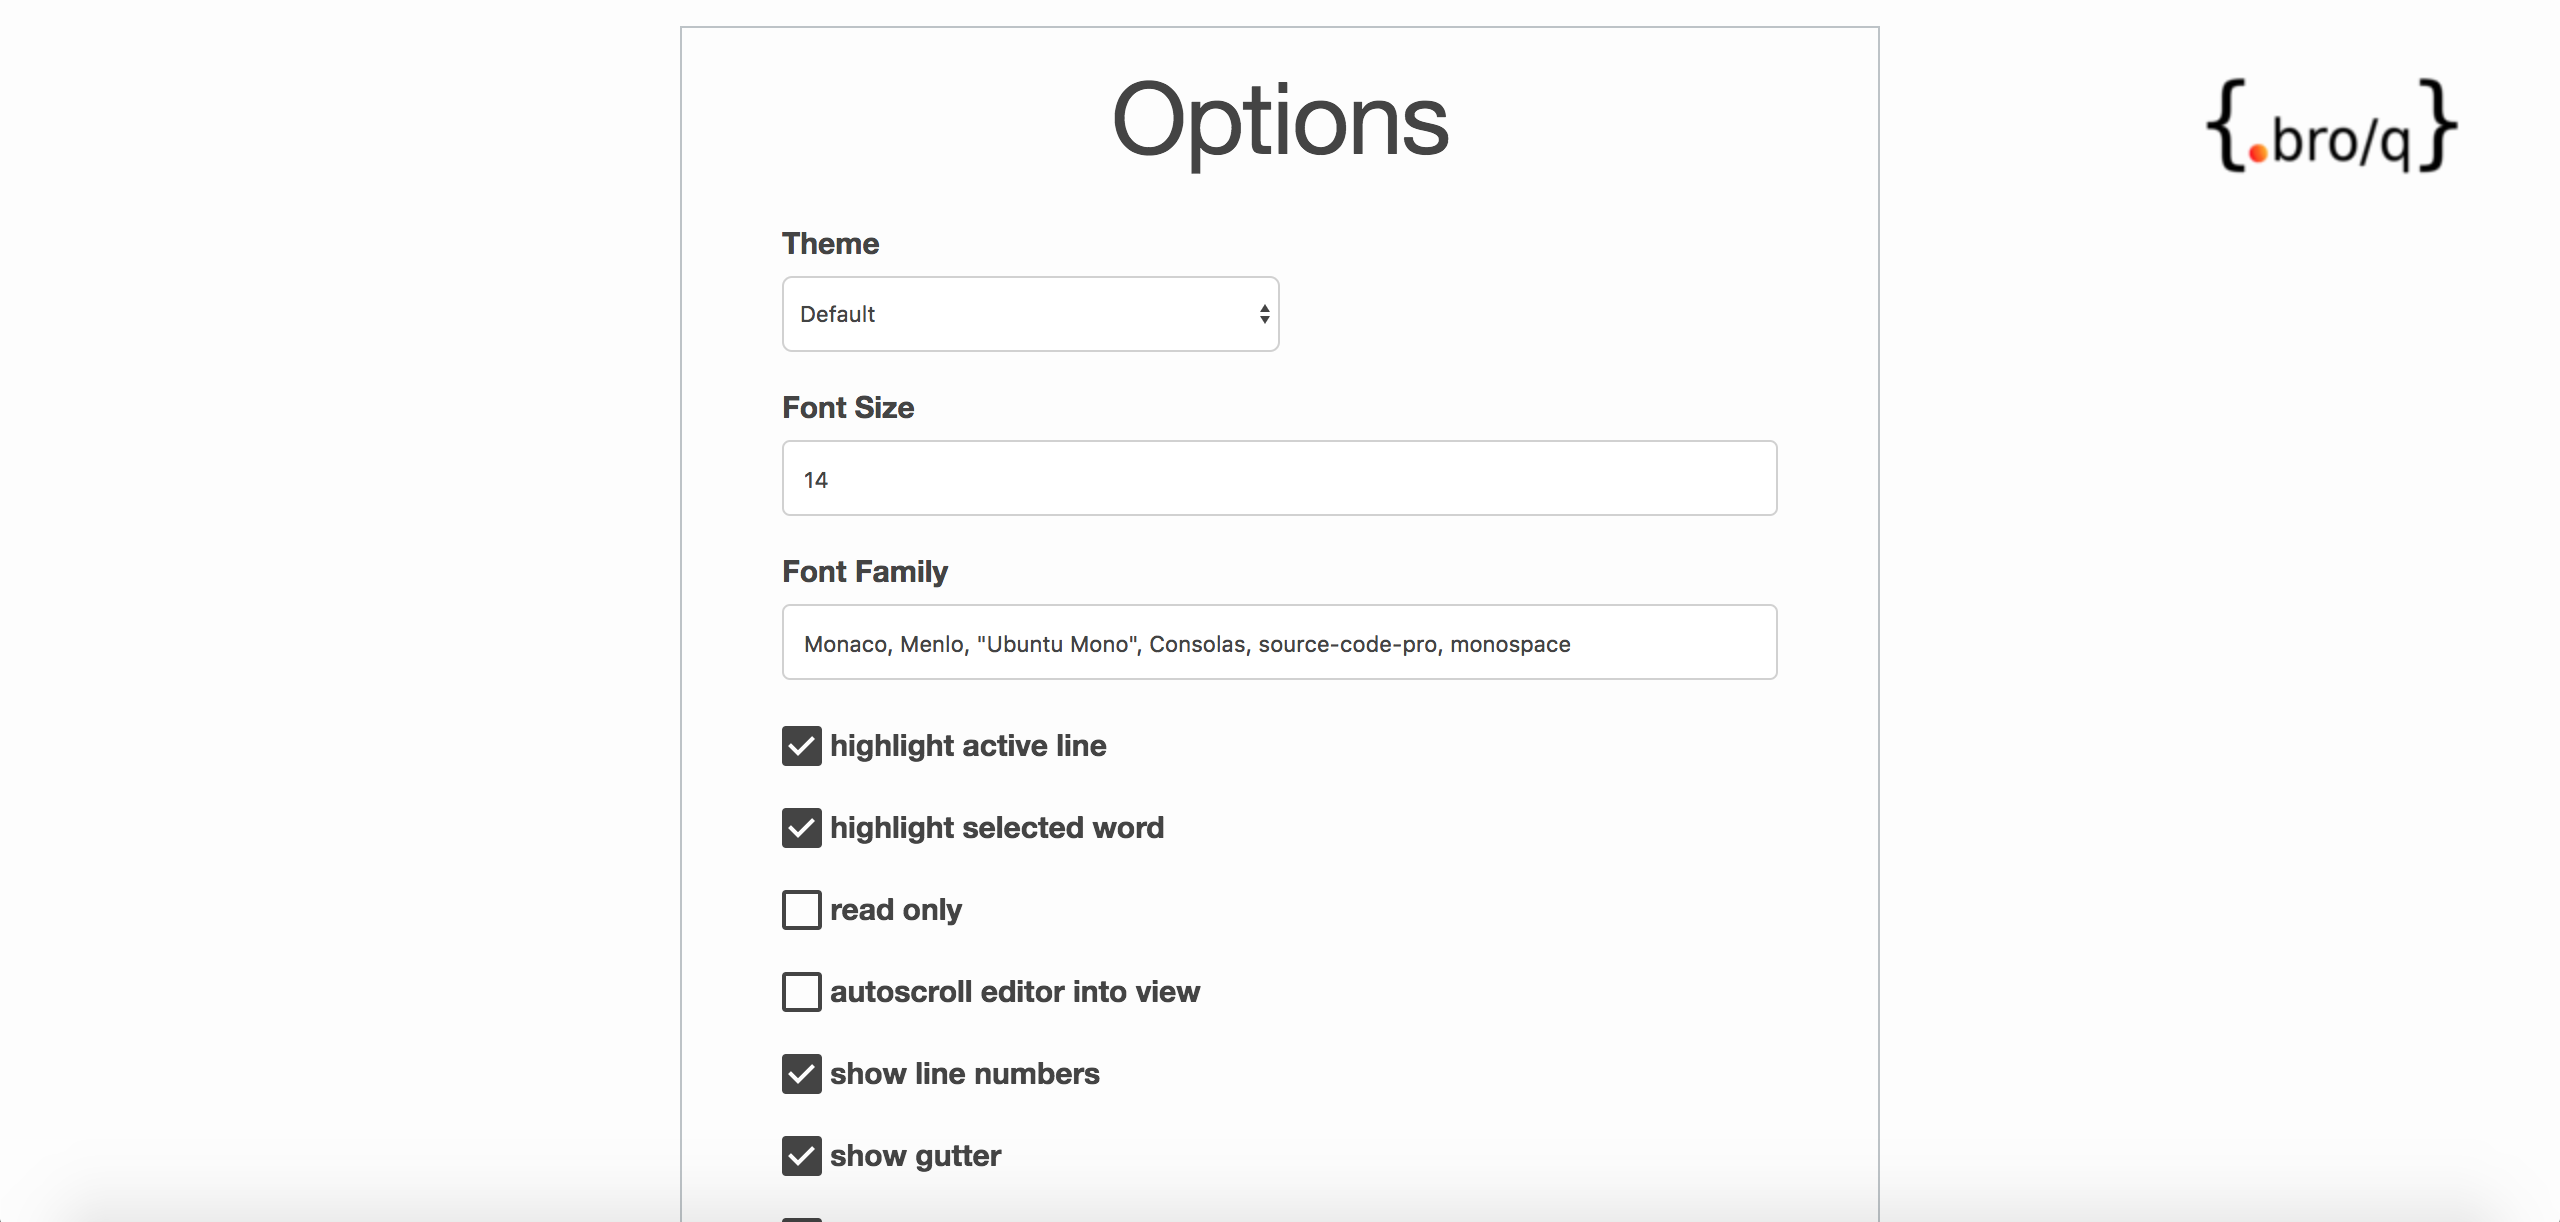 Options
{.bro/q}
Theme
Default
Font Size
14
Font Family
Monaco, Menlo, "Ubuntu Mono", Consolas, source-code-pro, monospace
highlight active line
highlight selected word
read only
autoscroll editor into view
show line numbers
show gutter